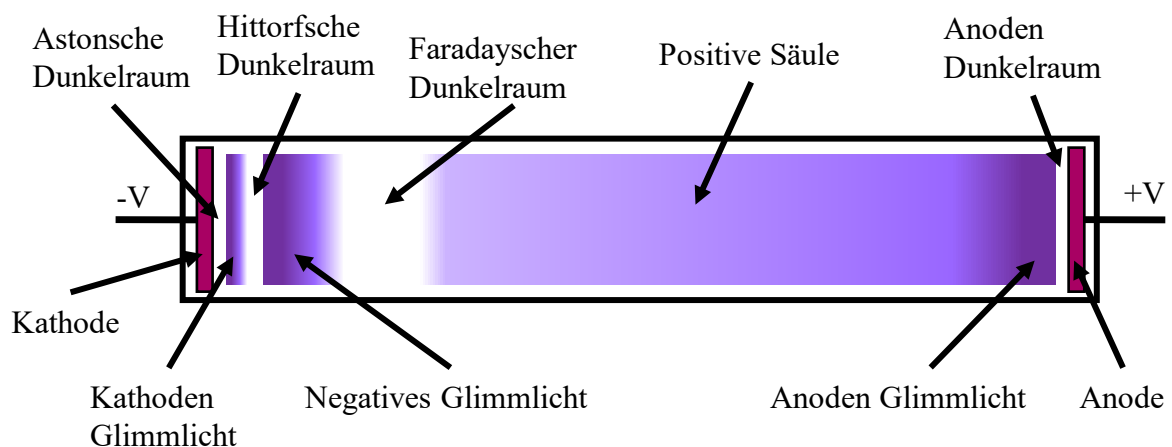 Astonsche
Dunkelraum
Hittorfsche
Dunkelraum
Faradayscher
Dunkelraum
Positive Säule
Anoden
Dunkelraum
-V
+V
Kathode
Kathoden
Glimmlicht
Negatives Glimmlicht
Anoden Glimmlicht
Anode